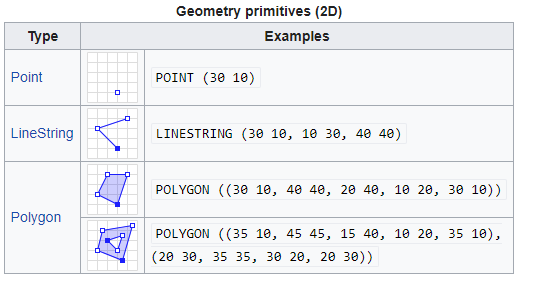 Geometry primitives (2D)
Type Examples
Point POINT (30 10)
LineString LINESTRING (30 10, 10 30, 40 40)
Polygon
POLYGON ((30 10, 40 40, 20 40, 10 20, 30 10))
POLYGON ((35 10, 45 45, 15 40, 10 20, 35 10),
(20 30, 35 35, 30 20, 20 30))